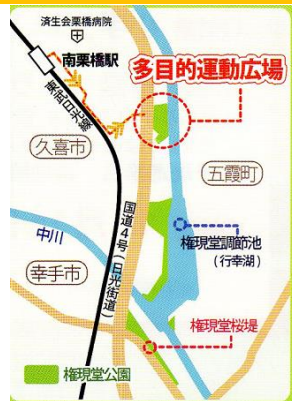 済生会栗橋病院
南栗橋駅
多目的運動広場
東武日光線
久喜市
五霞町
国道4号(日光街道)
中川
権現堂調節池
(行幸湖)
幸手市
権現堂桜堤
権現堂公園